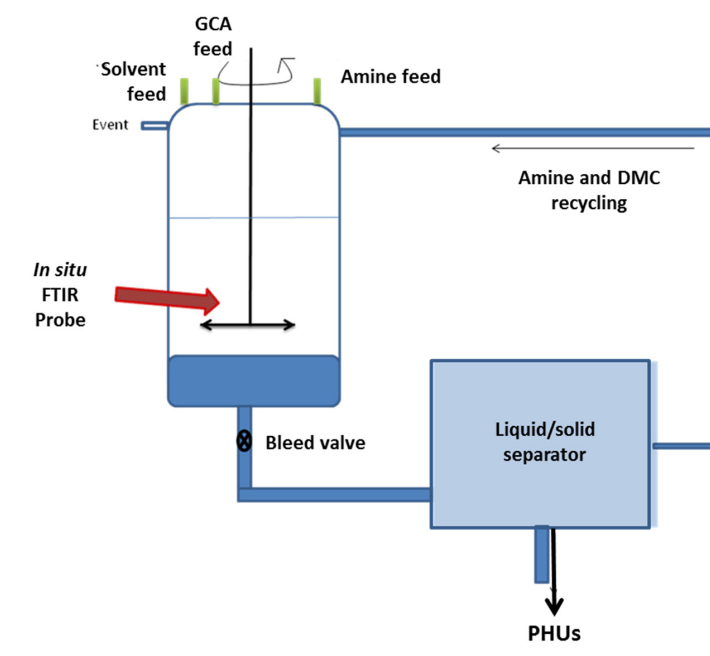 GCA
feed
Solvent
feed
Amine feed
Event
Amine and DMC
recycling
In situ
FTIR
Probe
Bleed valve
Liquid/solid
separator
PHUs